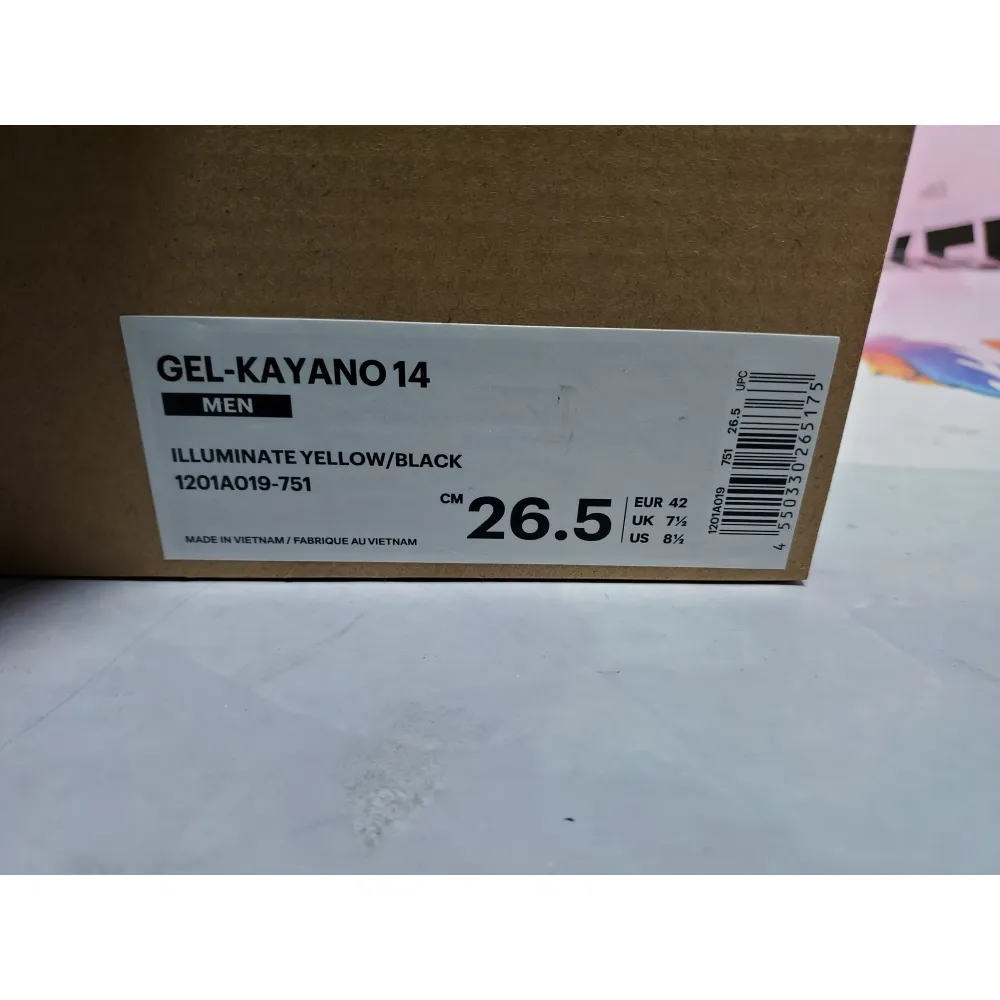 GEL-KAYANO 14
MEN
ILLUMINATE YELLOW/BLACK
1201A019-751
MADE IN VIETNAM / FABRIQUE AU VIETNAM
CM 26.5
EUR 42
UK 7½
US 8½
1201A019 751 26.5 UPC
4 550330 265175